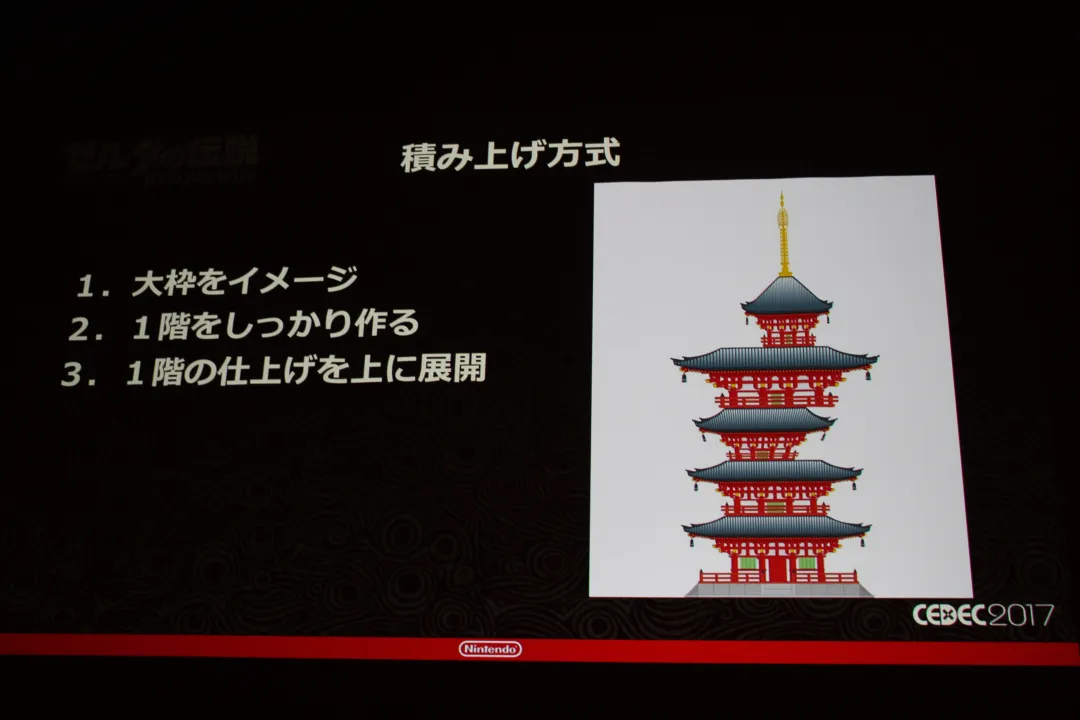 ゼルダの伝説
積み上げ方式
1. 大枠をイメージ
2. 1階をしっかり作る
3. 1階の仕上げを上に展開
CEDEC2017
Nintendo